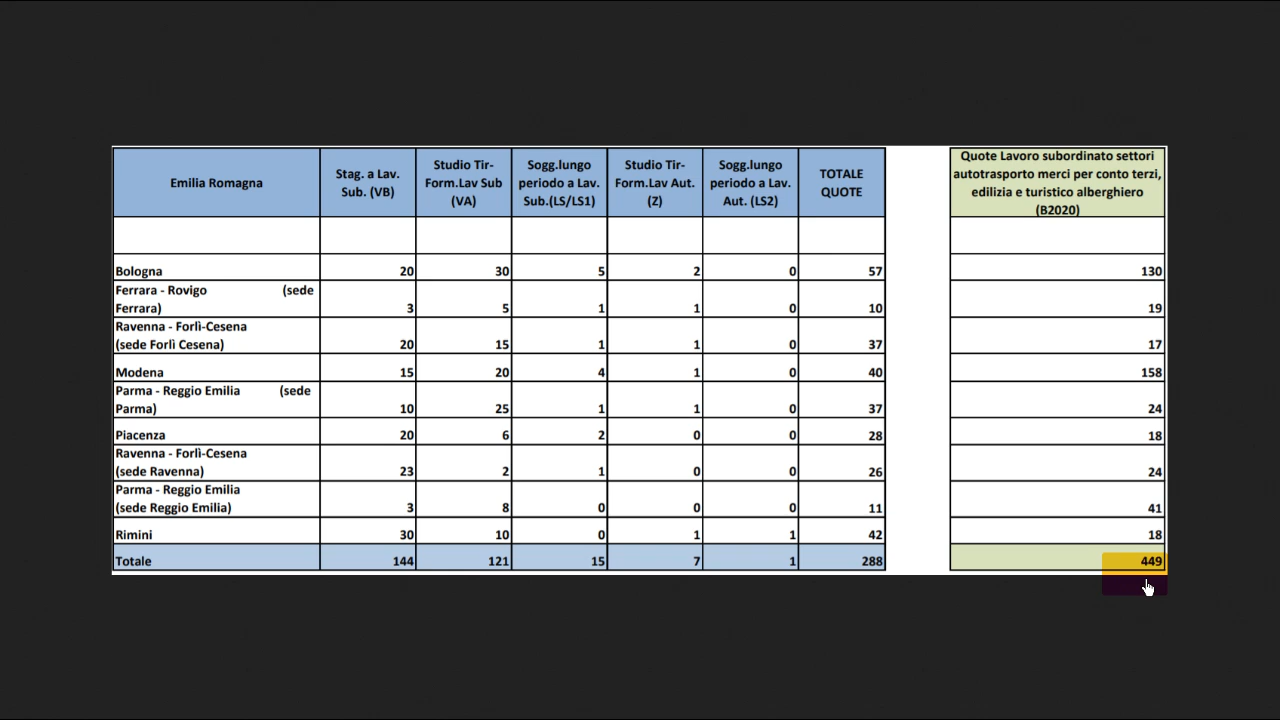 Emilia Romagna
Stag. a Lav.
Sub. (VB)
Studio Tir-
Form.Lav Sub
(VA)
Sogg.lungo
periodo a Lav.
Sub.(LS/LS1)
Studio Tir-
Form.Lav Aut.
(Z)
Sogg.lungo
periodo a Lav.
Aut. (LS2)
TOTALE
QUOTE
Quote Lavoro subordinato settori
autotrasporto merci per conto terzi,
edilizia e turistico alberghiero
(B2020)
Bologna 20 30 5 2 0 57 130
Ferrara - Rovigo (sede
Ferrara) 3 5 1 1 0 10 19
Ravenna - Forlì-Cesena
(sede Forlì Cesena) 20 15 1 1 0 37 17
Modena 15 20 4 1 0 40 158
Parma - Reggio Emilia (sede
Parma) 10 25 1 1 0 37 24
Piacenza 20 6 2 0 0 28 18
Ravenna - Forlì-Cesena
(sede Ravenna) 23 2 1 0 0 26 24
Parma - Reggio Emilia
(sede Reggio Emilia) 3 8 0 0 0 11 41
Rimini 30 10 0 1 1 42 18
Totale 144 121 15 7 1 288 449